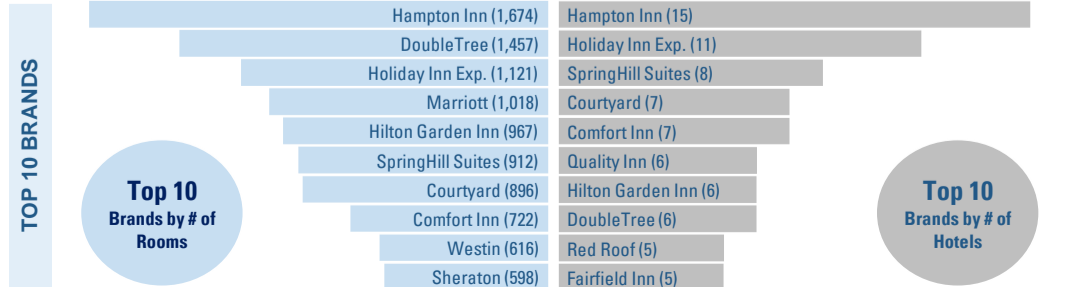 TOP 10 BRANDS
Hampton Inn (1,674)
DoubleTree (1,457)
Holiday Inn Exp. (1,121)
Marriott (1,018)
Hilton Garden Inn (967)
SpringHill Suites (912)
Courtyard (896)
Comfort Inn (722)
Westin (616)
Sheraton (598)
Top 10
Brands by # of
Rooms
Hampton Inn (15)
Holiday Inn Exp. (11)
SpringHill Suites (8)
Courtyard (7)
Comfort Inn (7)
Quality Inn (6)
Hilton Garden Inn (6)
DoubleTree (6)
Red Roof (5)
Fairfield Inn (5)
Top 10
Brands by # of
Hotels